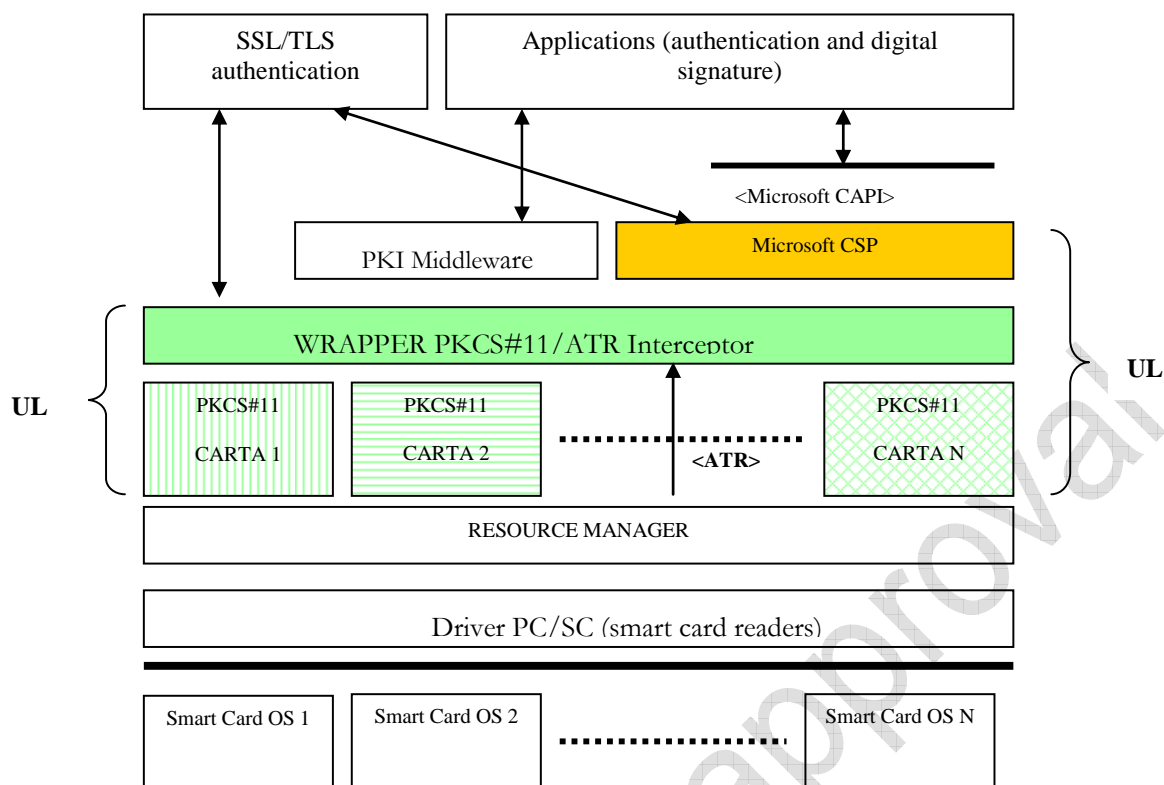 SSL/TLS
authentication
Applications (authentication and digital
signature)
<Microsoft CAPI>
PKI Middleware
Microsoft CSP
WRAPPER PKCS#11/ATR Interceptor
UL
UL
PKCS#11
CARTA 1
PKCS#11
CARTA 2
<ATR>
PKCS#11
CARTA N
RESOURCE MANAGER
Driver PC/SC (smart card readers)
Smart Card OS 1
Smart Card OS 2
Smart Card OS N
approval